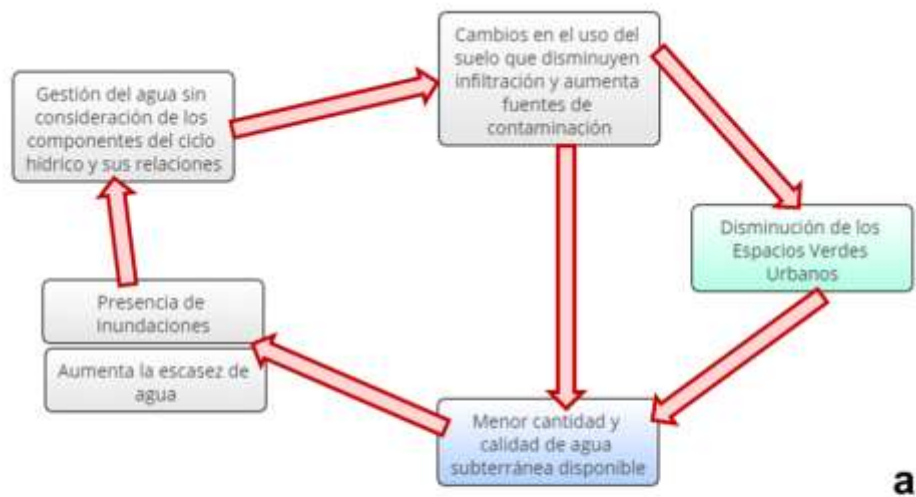 Cambios en el uso del
suelo que disminuyen
infiltración y aumenta
fuentes de
contaminación
Gestión del agua sin
consideración de los
componentes del ciclo
hídrico y sus relaciones
Disminución de los
Espacios Verdes
Urbanos
Presencia de
Inundaciones
Aumenta la escasez de
agua
Menor cantidad y
calidad de agua
subterránea disponible
a